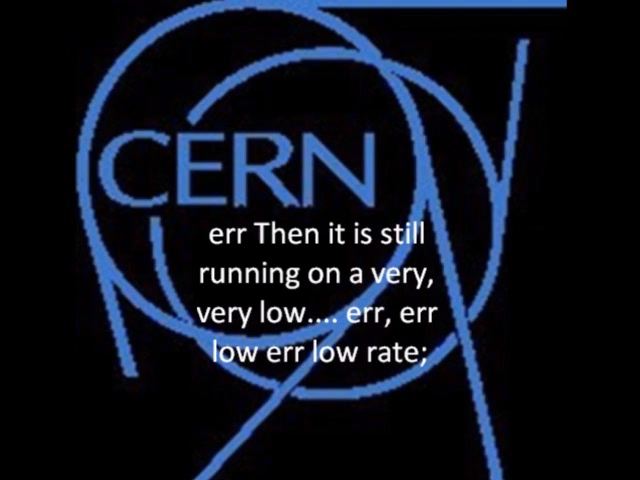 CERN
err Then it is still
running on a very,
very low.... err, err
low err low rate;